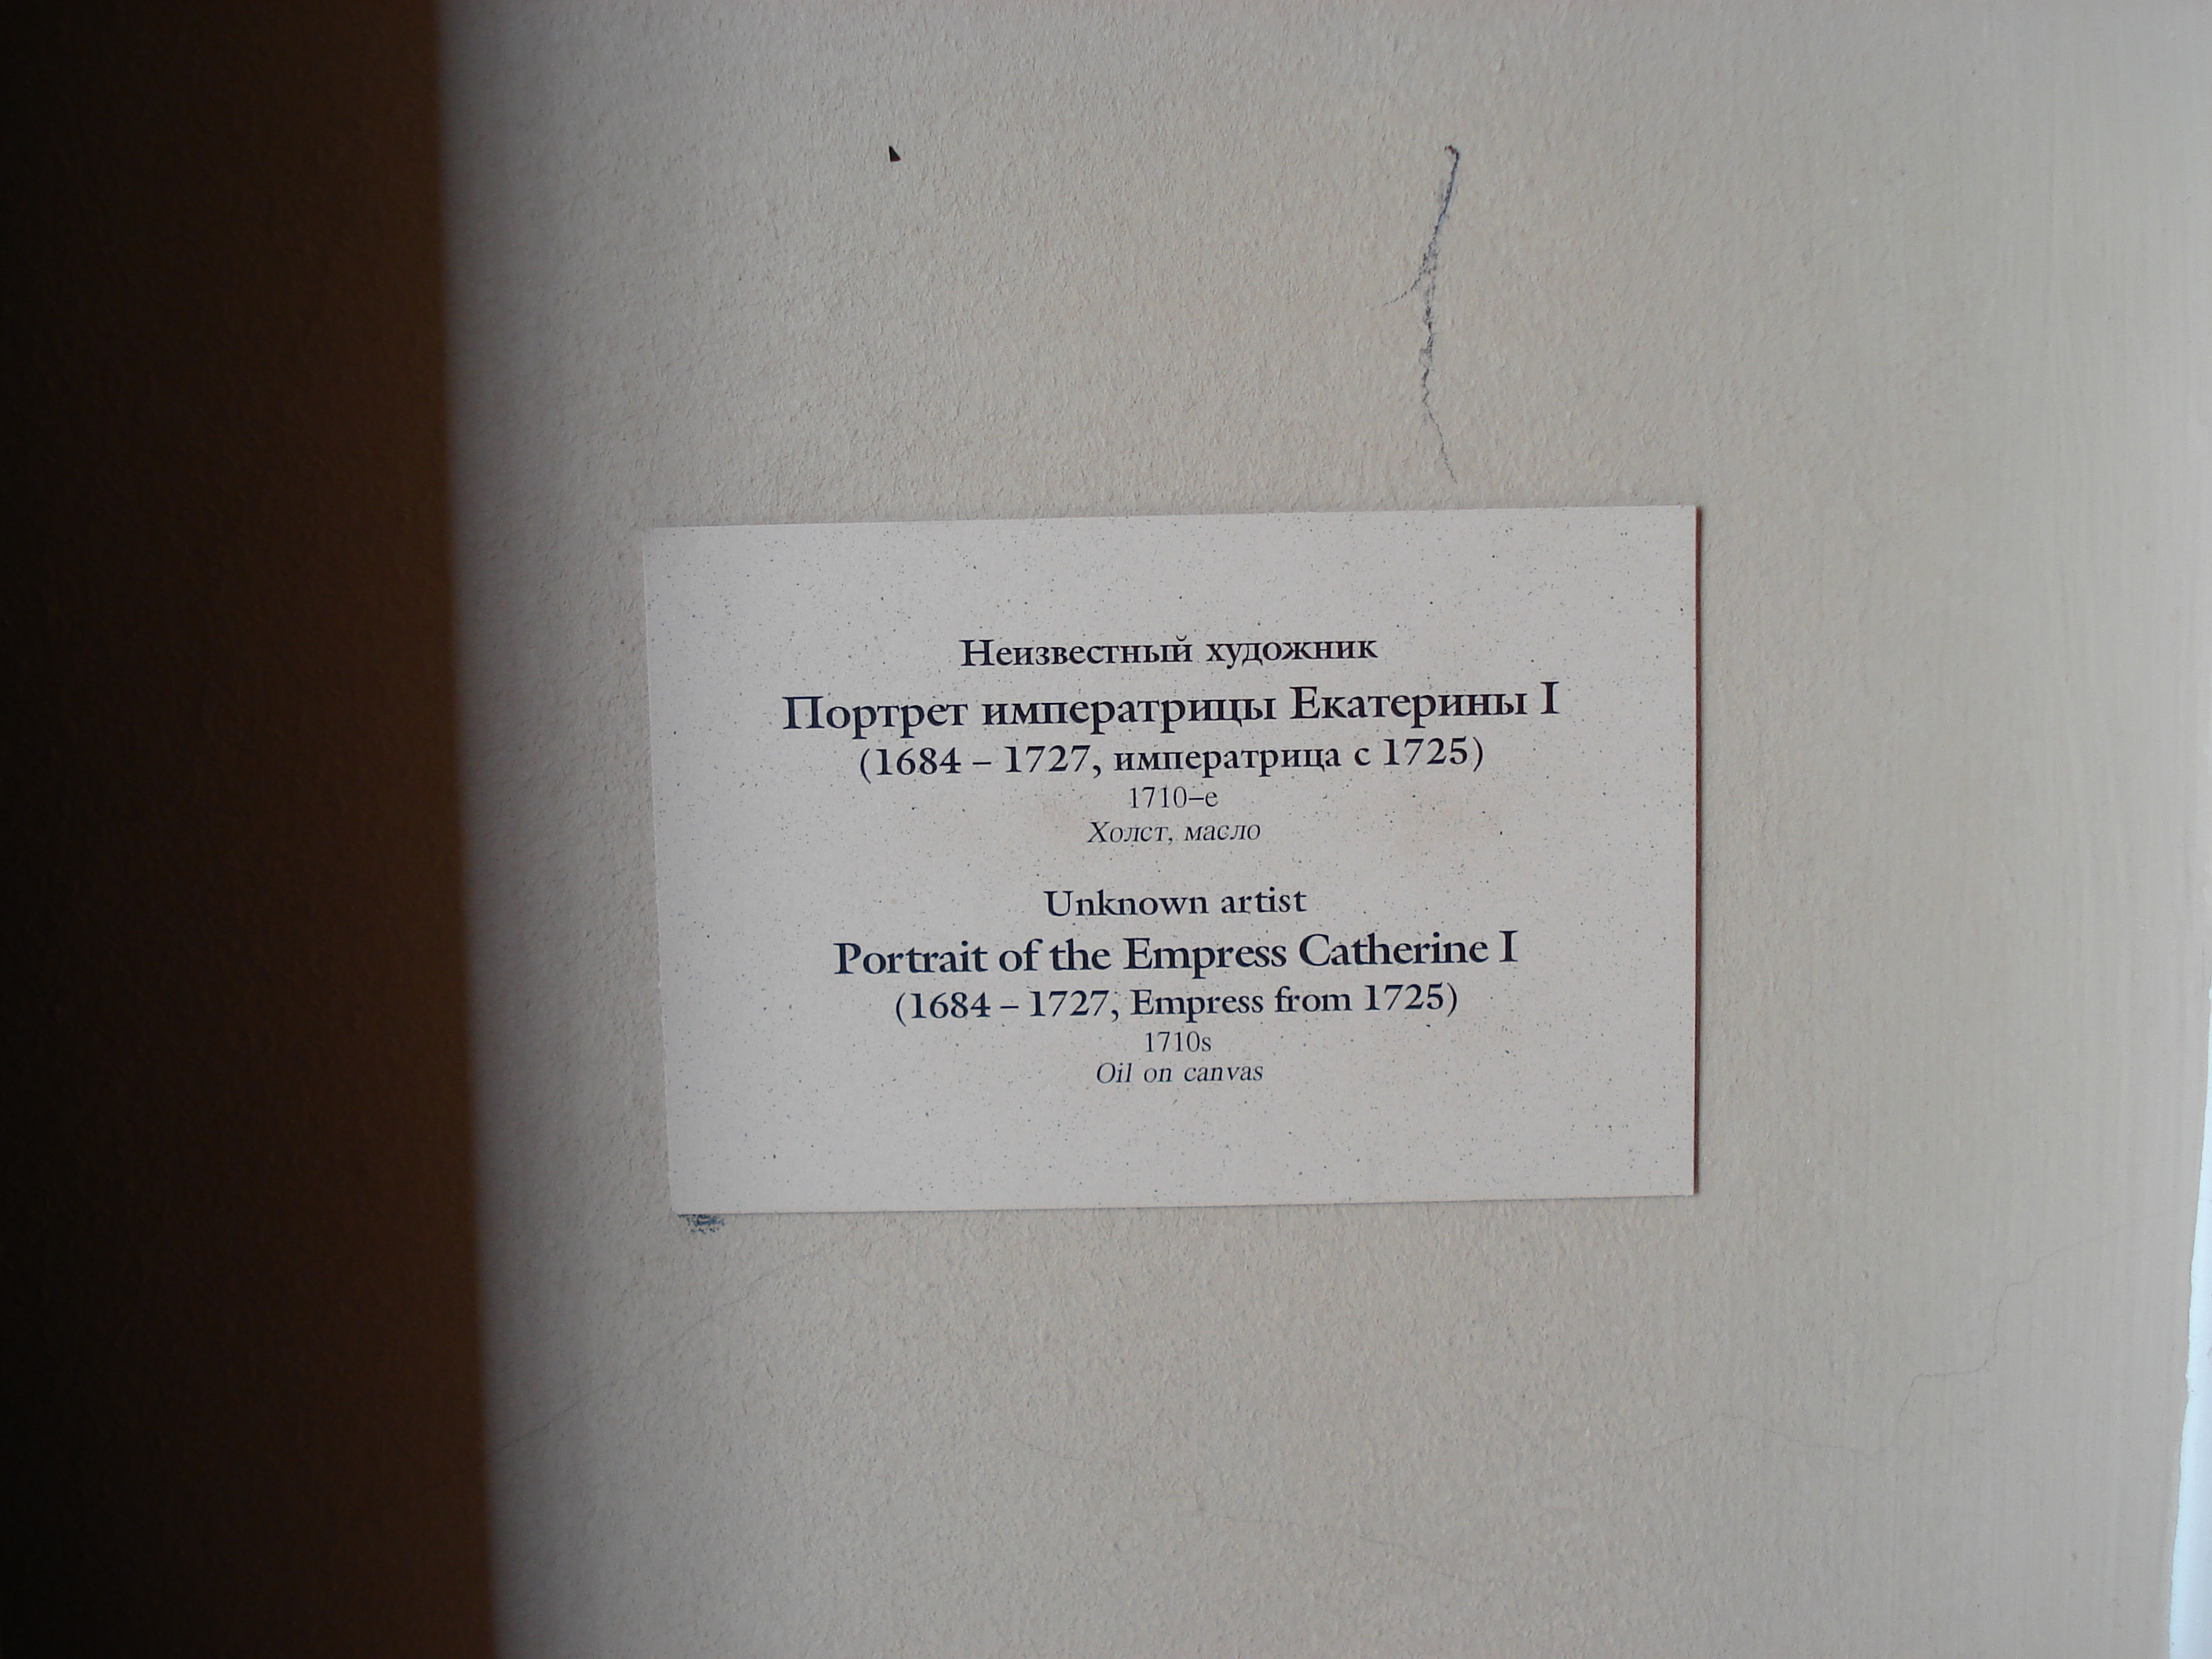 Неизвестный художник
Портрет императрицы Екатерины I
(1684 – 1727, императрица с 1725)
1710–е
Холст, масло
Unknown artist
Portrait of the Empress Catherine I
(1684 – 1727, Empress from 1725)
1710s
Oil on canvas